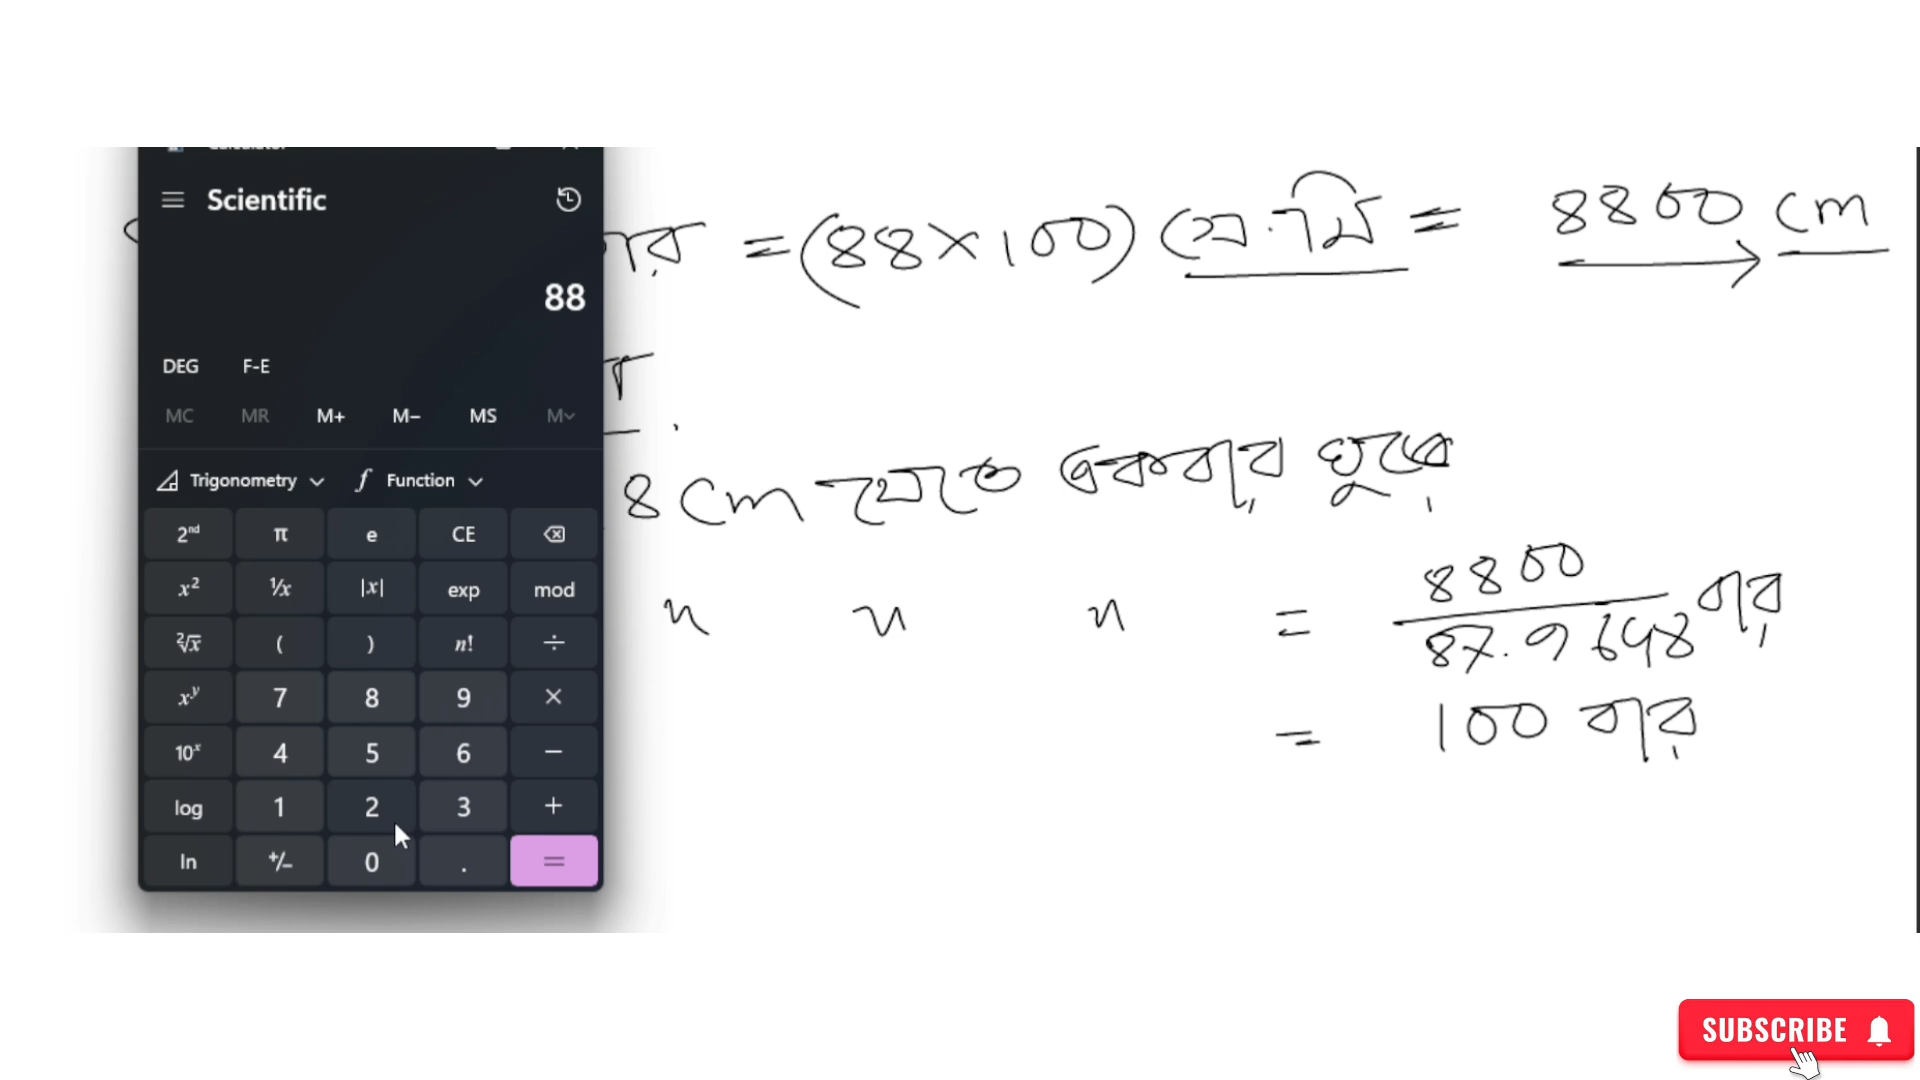 Calculator
Scientific
88
DEG F-E
MC MR M+ M− MS M˅
Trigonometry Function
2ⁿᵈ π e CE
x² ¹/x |x| exp mod
²√x ( ) n! ÷
xʸ 7 8 9 ×
10ˣ 4 5 6 −
log 1 2 3 +
ln +/− 0 . =
= (88×100) সে.মি = 8800 cm
8 cm যেতে একবার ঘুরে
" " " = 8800 / 87.9648 বার
= 100 বার
SUBSCRIBE